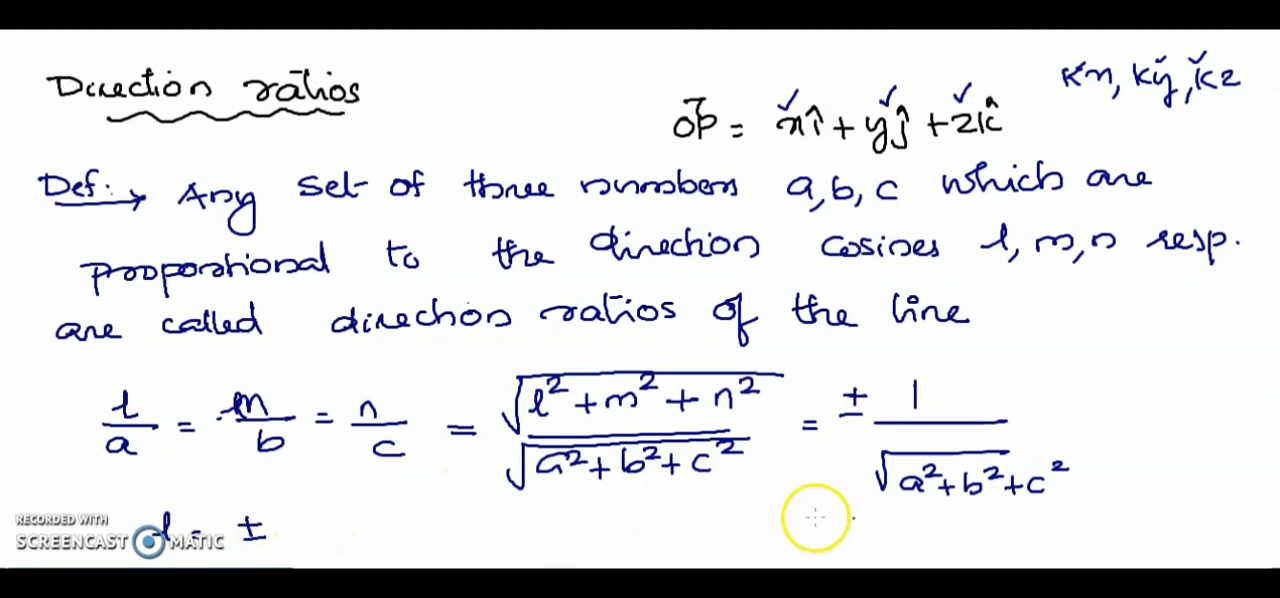 Direction ratios
kx, ky, kz
OP⃗ = xî + yĵ + zk̂
Def: → Any set of three numbers a, b, c which are
proportional to the direction cosines l, m, n resp.
are called direction ratios of the line
l/a = m/b = n/c = √(l²+m²+n²)/√(a²+b²+c²) = ± 1/√(a²+b²+c²)
l = ±
RECORDED WITH
SCREENCAST MATIC